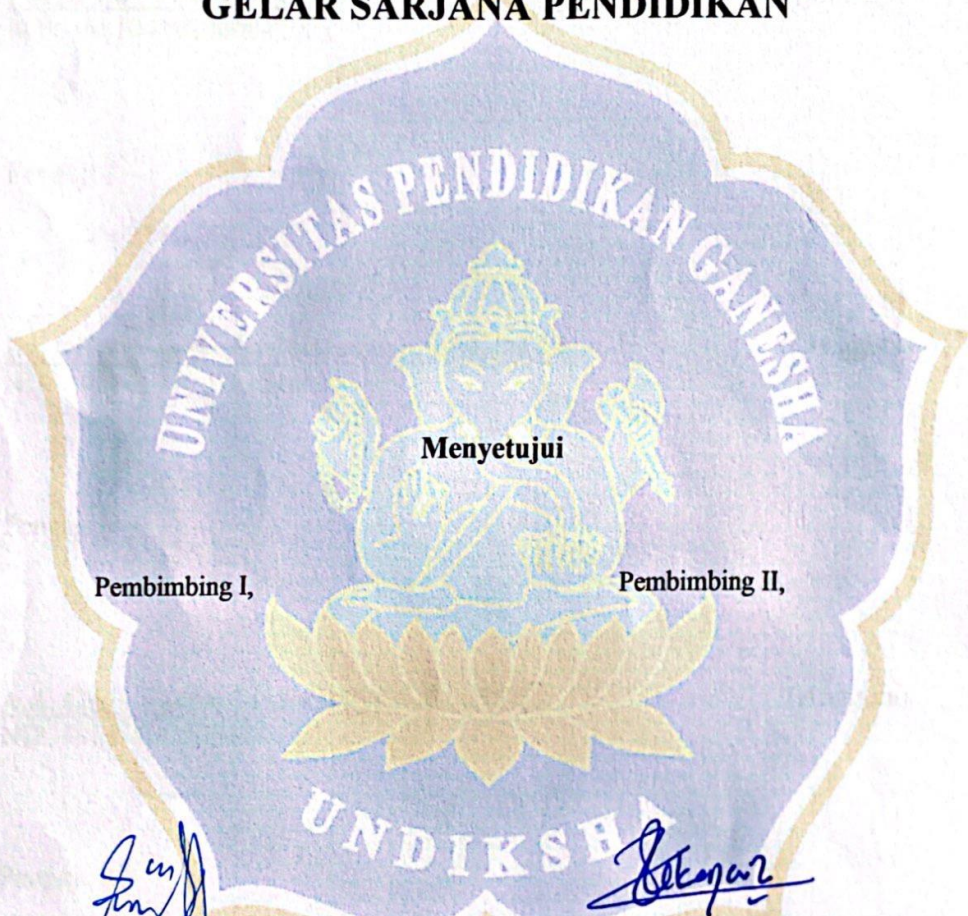 GELAR SARJANA PENDIDIKAN
UNIVERSITAS PENDIDIKAN GANESHA
Menyetujui
Pembimbing I,
Pembimbing II,
UNDIKSHA